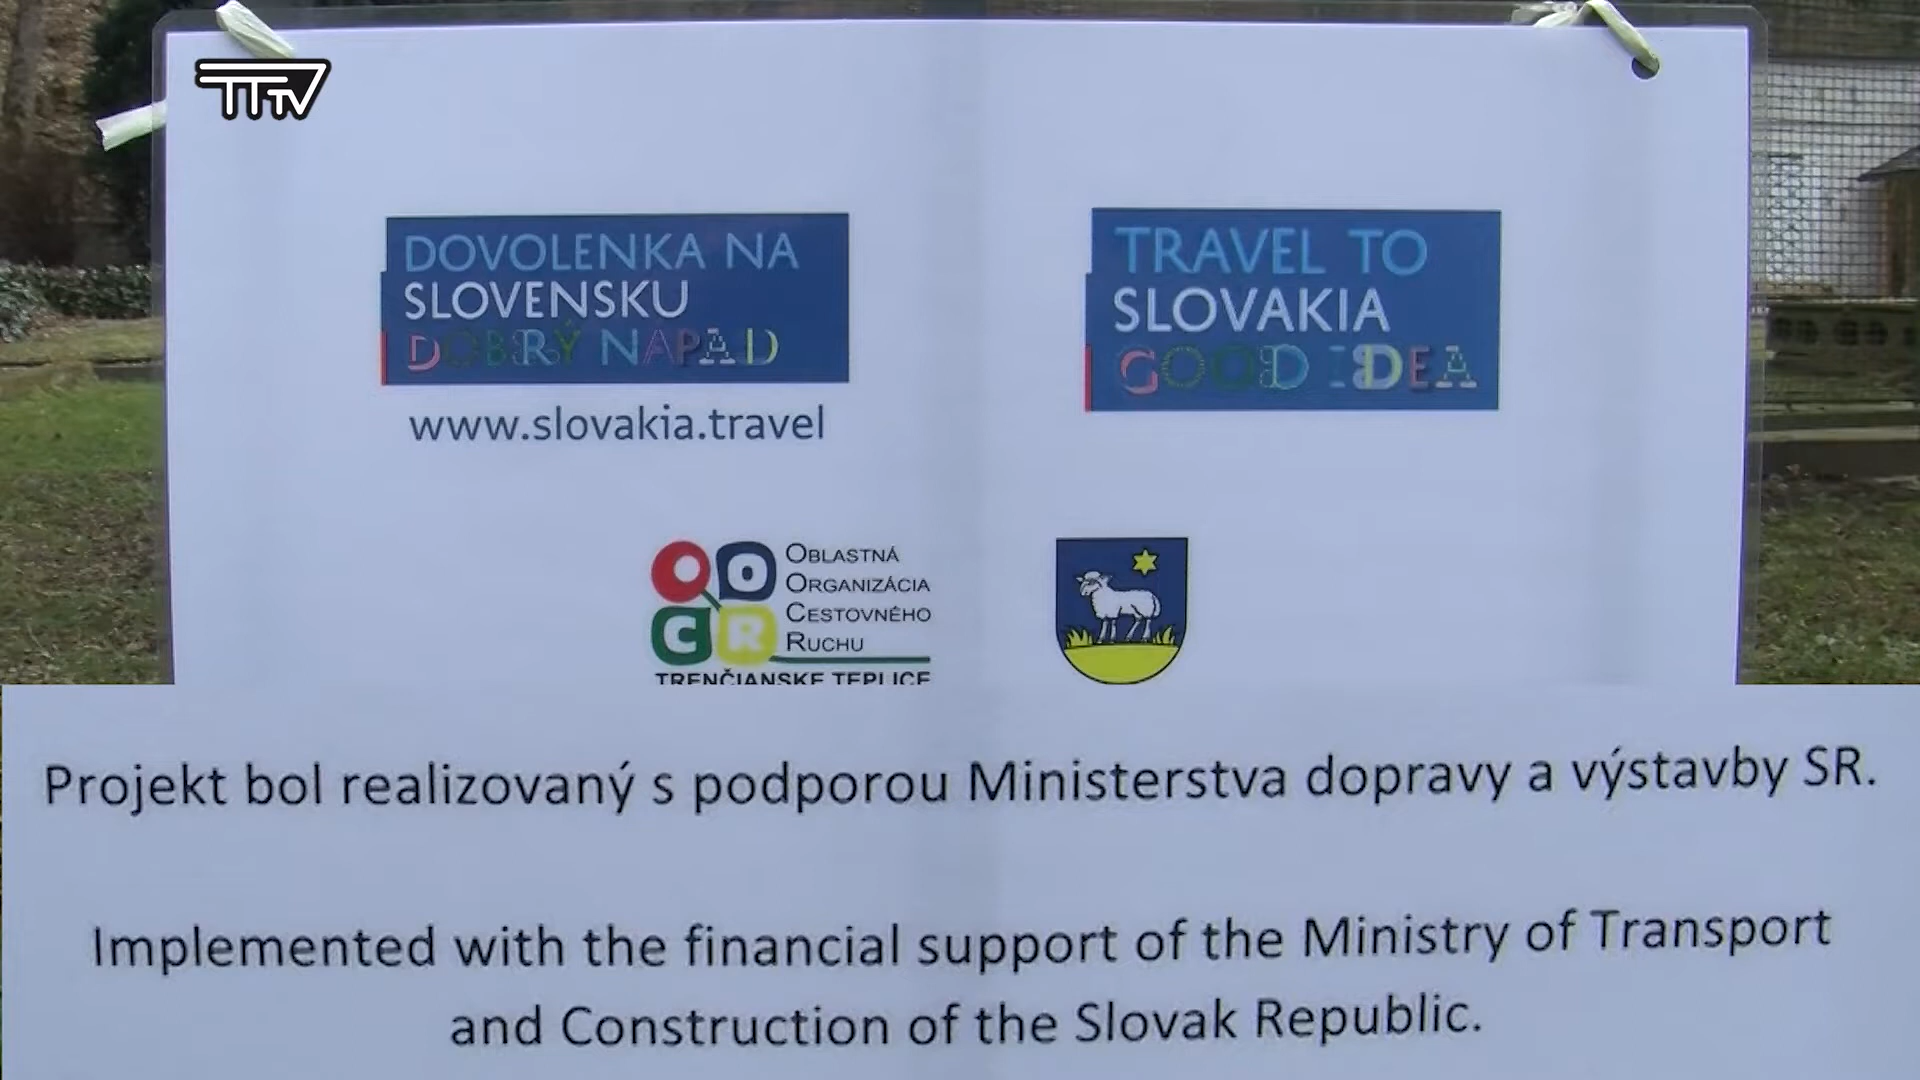 TTTV
DOVOLENKA NA
SLOVENSKU
DOBRÝ NÁPAD
www.slovakia.travel
TRAVEL TO
SLOVAKIA
GOOD IDEA
OOCR
OBLASTNÁ
ORGANIZÁCIA
CESTOVNÉHO
RUCHU
TRENČIANSKE TEPLICE
Projekt bol realizovaný s podporou Ministerstva dopravy a výstavby SR.
Implemented with the financial support of the Ministry of Transport
and Construction of the Slovak Republic.